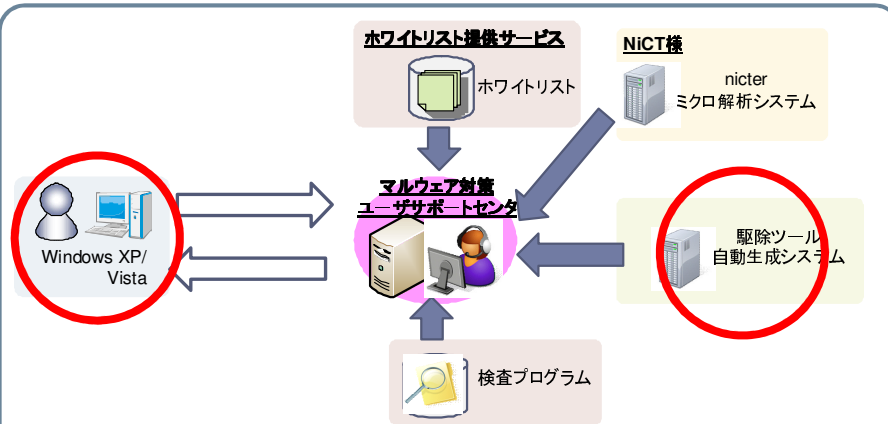 ホワイトリスト提供サービス
ホワイトリスト
NiCT様
nicter
ミクロ解析システム
マルウェア対策
ユーザサポートセンタ
Windows XP/
Vista
駆除ツール
自動生成システム
検査プログラム